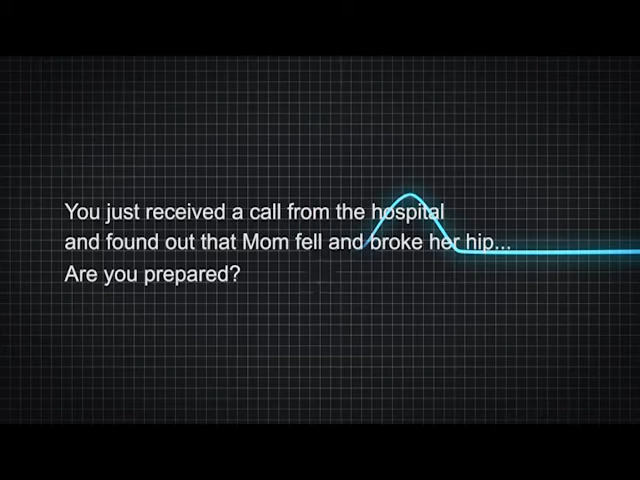 You just received a call from the hospital
and found out that Mom fell and broke her hip...
Are you prepared?